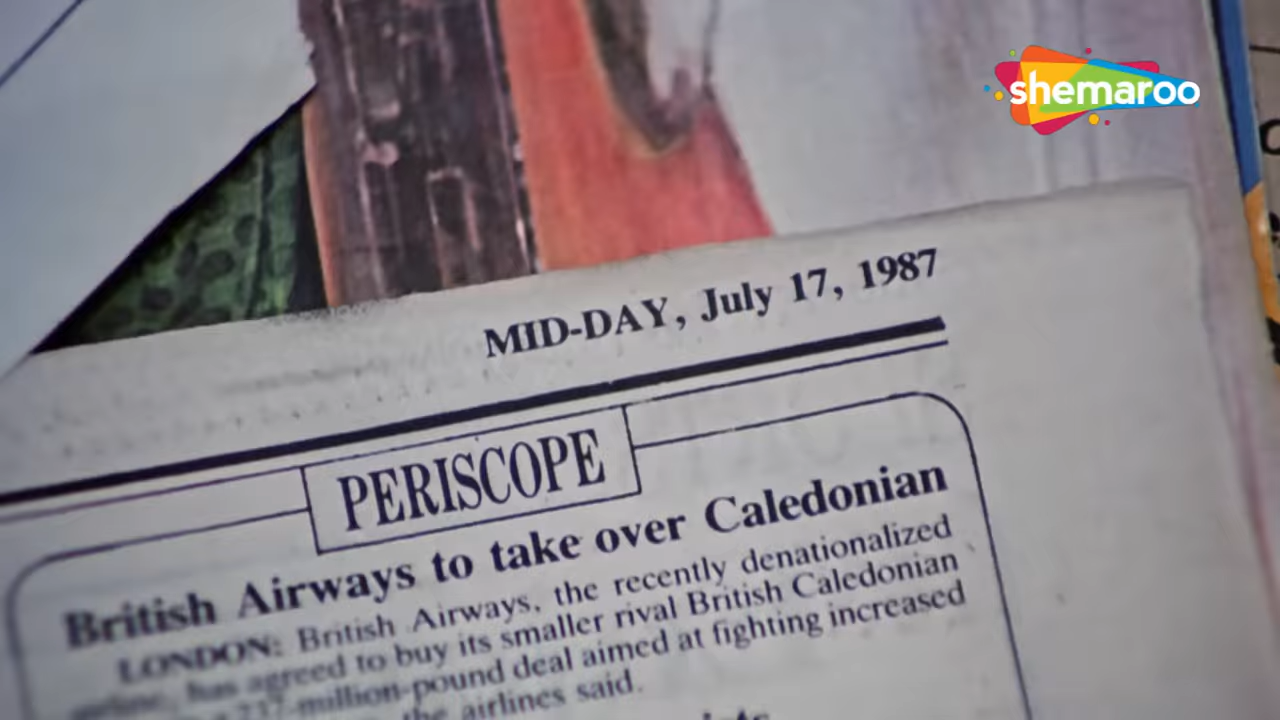 shemaroo
MID-DAY, July 17, 1987
PERISCOPE
British Airways to take over Caledonian
LONDON: British Airways, the recently denationalized
airline, has agreed to buy its smaller rival British Caledonian
237-million-pound deal aimed at fighting increased
the airlines said.